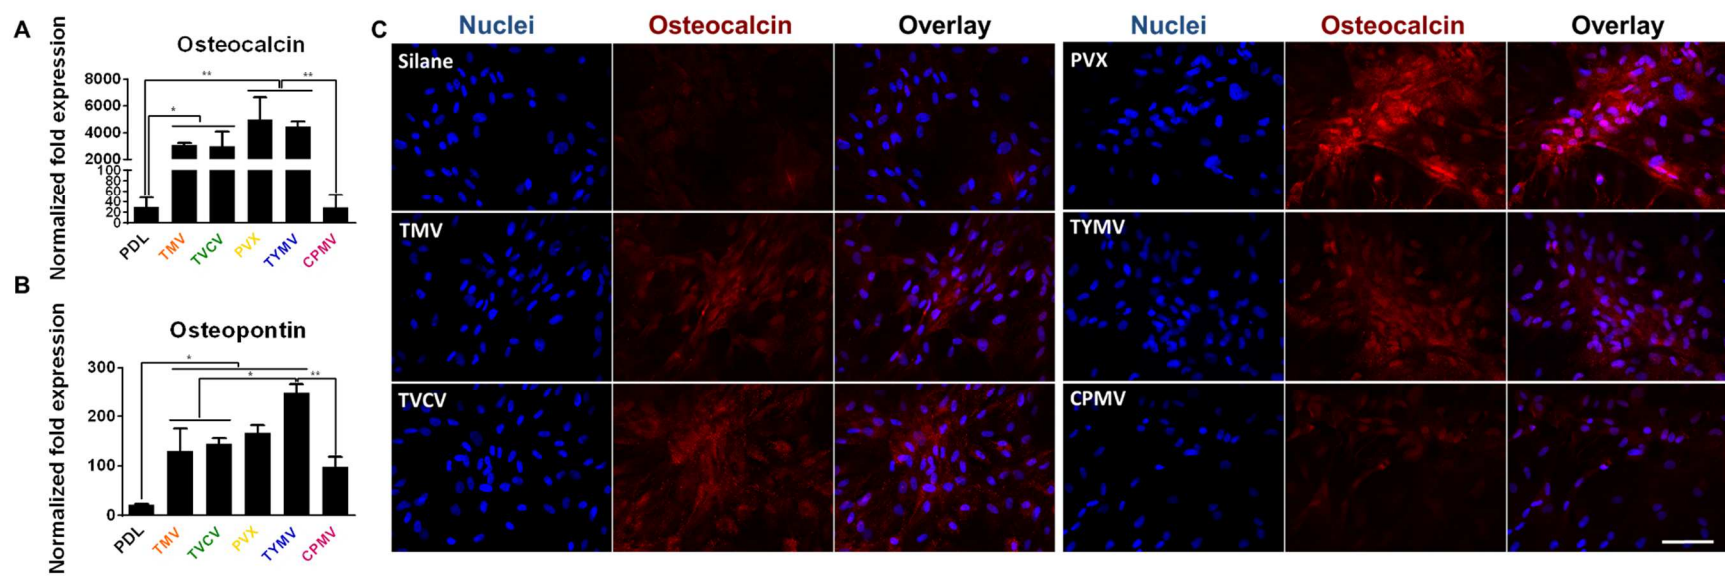 A
Osteocalcin
Normalized fold expression
8000
6000
4000
2000
100
80
60
40
20
0
** **
*
PDL TMV TVCV PVX TYMV CPMV
B
Osteopontin
Normalized fold expression
300
200
100
0
*
* **
PDL TMV TVCV PVX TYMV CPMV
C
Nuclei Osteocalcin Overlay Nuclei Osteocalcin Overlay
Silane PVX
TMV TYMV
TVCV CPMV